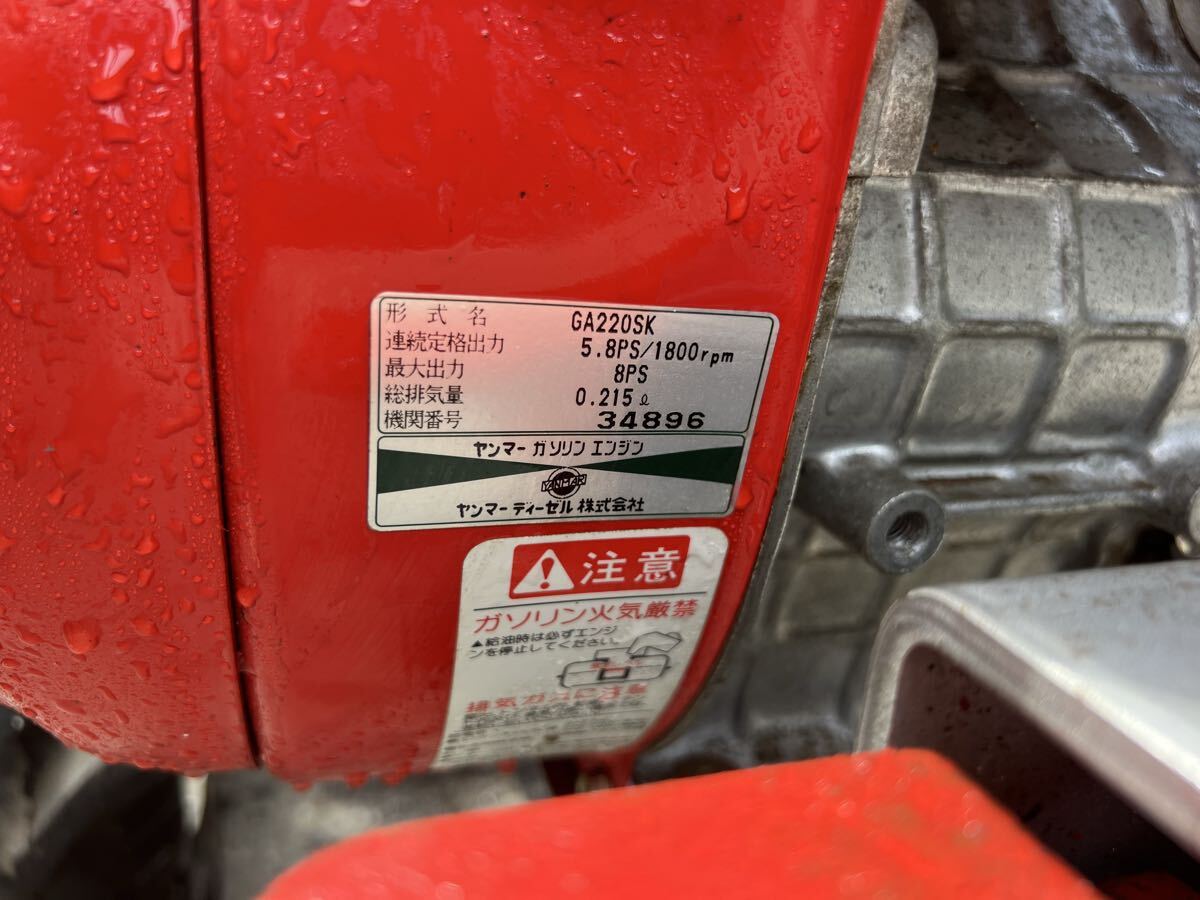 形式名 GA220SK
連続定格出力 5.8PS/1800rpm
最大出力 8PS
総排気量 0.215ℓ
機関番号 34896
ヤンマー ガソリン エンジン
YANMAR
ヤンマー ディーゼル 株式会社
注意
ガソリン火気厳禁
▲給油時は必ずエンジ
ンを停止してください。
排気ガスに注意